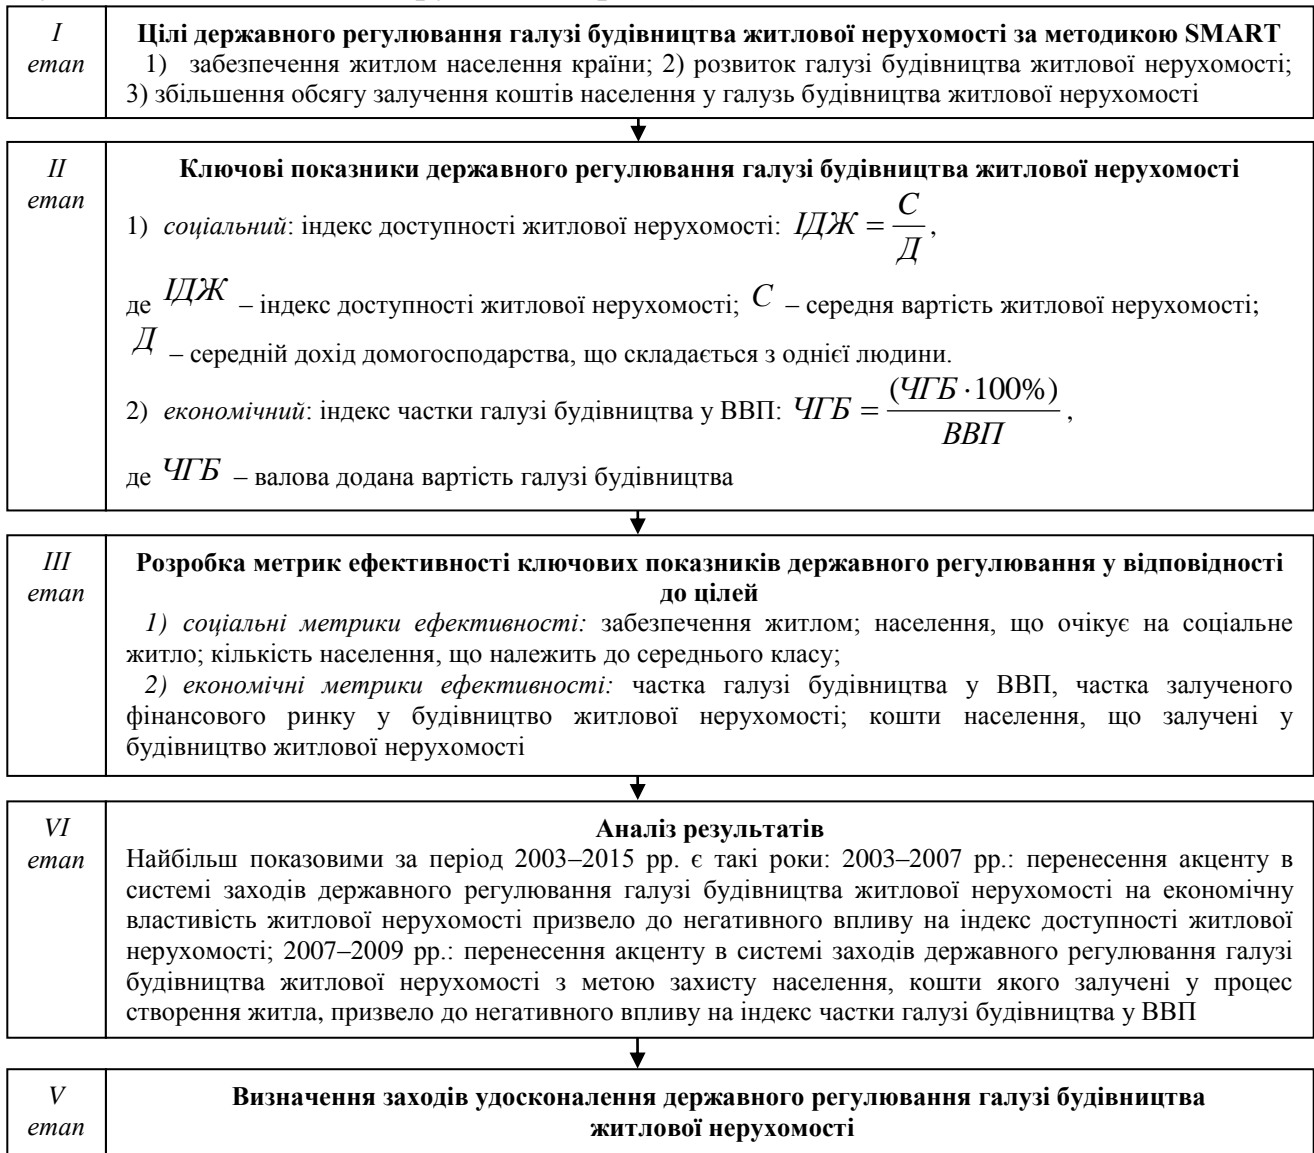 I
етап
Цілі державного регулювання галузі будівництва житлової нерухомості за методикою SMART
1) забезпечення житлом населення країни; 2) розвиток галузі будівництва житлової нерухомості;
3) збільшення обсягу залучення коштів населення у галузь будівництва житлової нерухомості
II
етап
Ключові показники державного регулювання галузі будівництва житлової нерухомості
1) соціальний: індекс доступності житлової нерухомості: ІДЖ = С / Д,
де ІДЖ – індекс доступності житлової нерухомості; С – середня вартість житлової нерухомості;
Д – середній дохід домогосподарства, що складається з однієї людини.
2) економічний: індекс частки галузі будівництва у ВВП: ЧГБ = (ЧГБ · 100%) / ВВП,
де ЧГБ – валова додана вартість галузі будівництва
III
етап
Розробка метрик ефективності ключових показників державного регулювання у відповідності
до цілей
1) соціальні метрики ефективності: забезпечення житлом; населення, що очікує на соціальне
житло; кількість населення, що належить до середнього класу;
2) економічні метрики ефективності: частка галузі будівництва у ВВП, частка залученого
фінансового ринку у будівництво житлової нерухомості; кошти населення, що залучені у
будівництво житлової нерухомості
VI
етап
Аналіз результатів
Найбільш показовими за період 2003–2015 рр. є такі роки: 2003–2007 рр.: перенесення акценту в
системі заходів державного регулювання галузі будівництва житлової нерухомості на економічну
властивість житлової нерухомості призвело до негативного впливу на індекс доступності житлової
нерухомості; 2007–2009 рр.: перенесення акценту в системі заходів державного регулювання галузі
будівництва житлової нерухомості з метою захисту населення, кошти якого залучені у процес
створення житла, призвело до негативного впливу на індекс частки галузі будівництва у ВВП
V
етап
Визначення заходів удосконалення державного регулювання галузі будівництва
житлової нерухомості